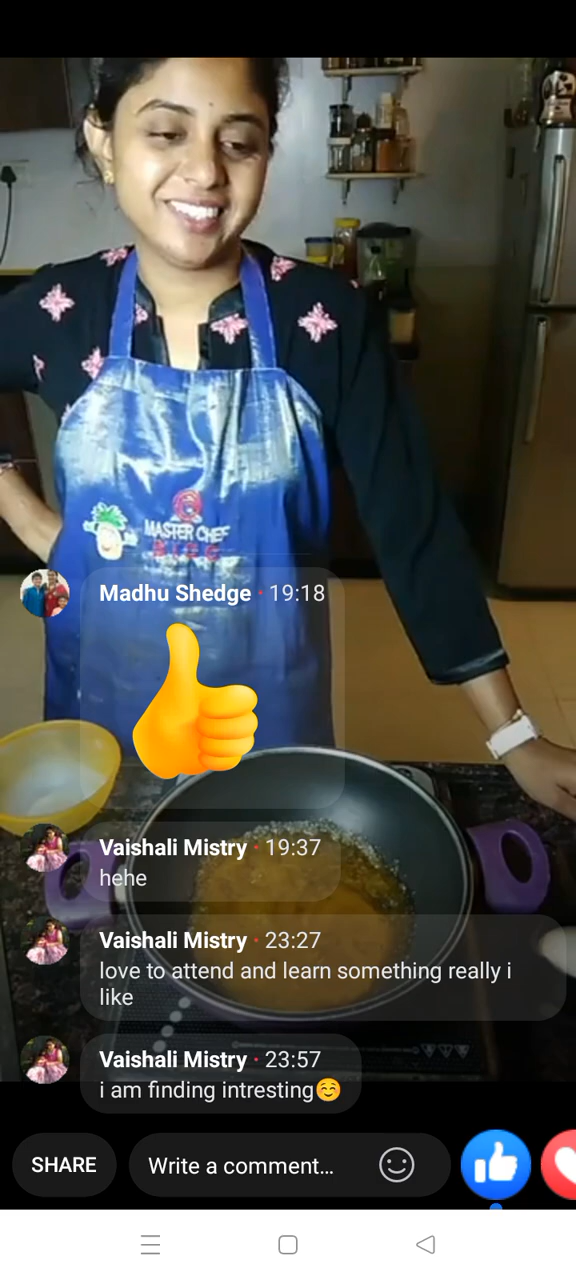 MASTER CHEF
Madhu Shedge · 19:18
Vaishali Mistry · 19:37
hehe
Vaishali Mistry · 23:27
love to attend and learn something really i
like
Vaishali Mistry · 23:57
i am finding intresting☺️
SHARE
Write a comment...